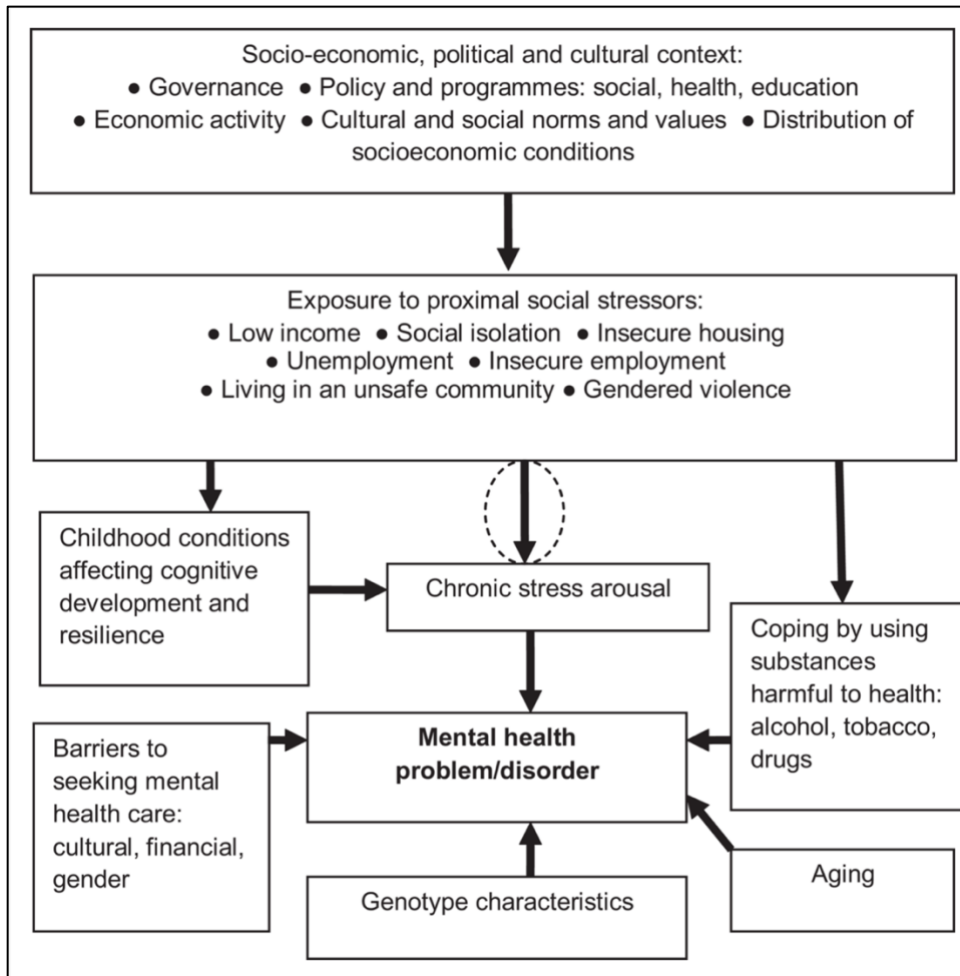 Socio-economic, political and cultural context:
● Governance ● Policy and programmes: social, health, education
● Economic activity ● Cultural and social norms and values ● Distribution of
socioeconomic conditions
Exposure to proximal social stressors:
● Low income ● Social isolation ● Insecure housing
● Unemployment ● Insecure employment
● Living in an unsafe community ● Gendered violence
Childhood conditions
affecting cognitive
development and
resilience
Chronic stress arousal
Coping by using
substances
harmful to health:
alcohol, tobacco,
drugs
Barriers to
seeking mental
health care:
cultural, financial,
gender
Mental health
problem/disorder
Aging
Genotype characteristics